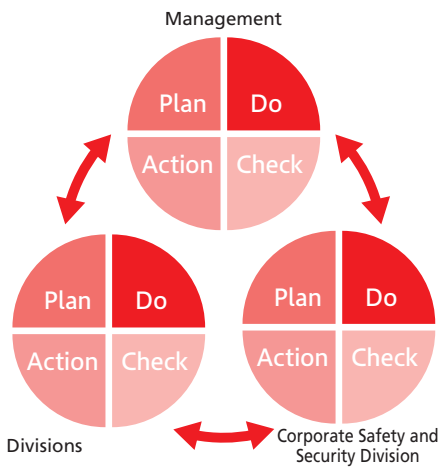 Management
Plan Do
Action Check
Plan Do
Action Check
Divisions
Plan Do
Action Check
Corporate Safety and
Security Division